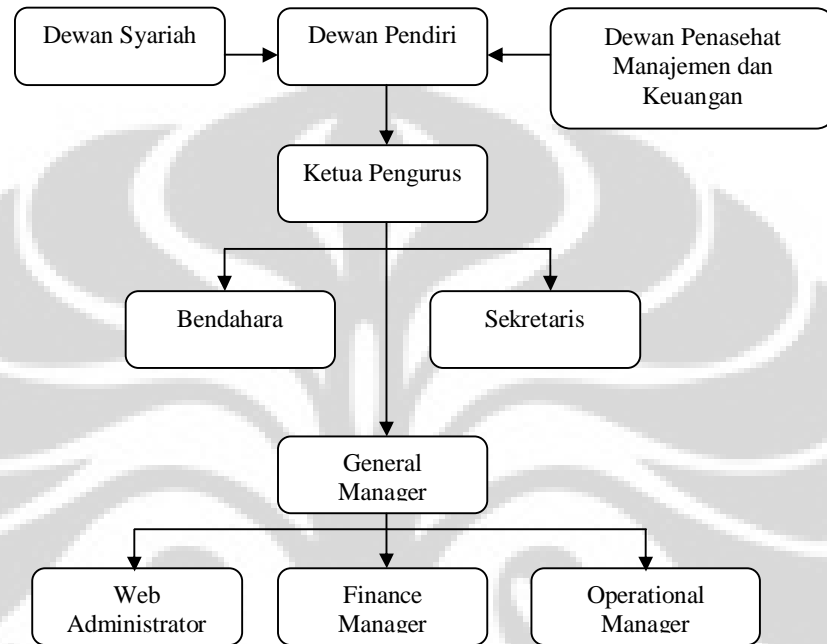 Dewan Syariah
Dewan Pendiri
Dewan Penasehat
Manajemen dan
Keuangan
Ketua Pengurus
Bendahara
Sekretaris
General
Manager
Web
Administrator
Finance
Manager
Operational
Manager